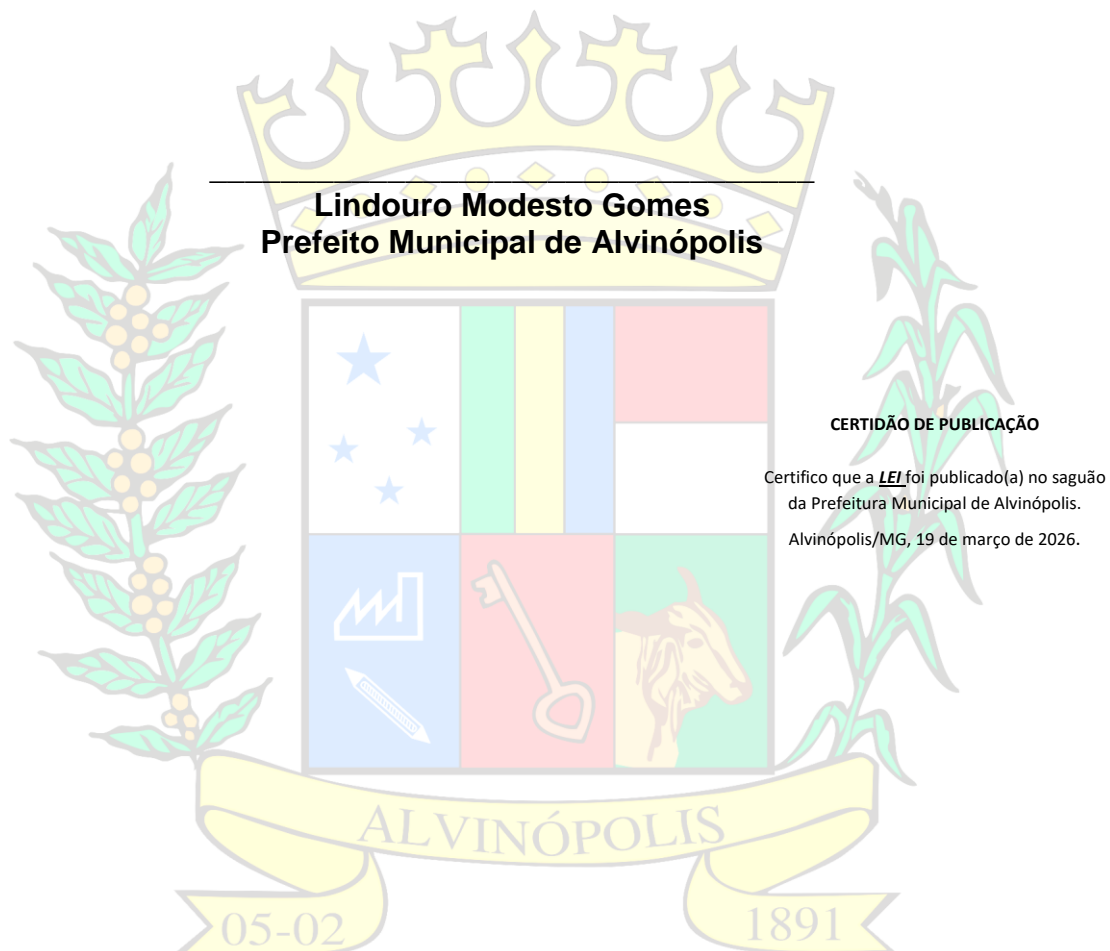 Lindouro Modesto Gomes
Prefeito Municipal de Alvinópolis
CERTIDÃO DE PUBLICAÇÃO
Certifico que a LEI foi publicado(a) no saguão
da Prefeitura Municipal de Alvinópolis.
Alvinópolis/MG, 19 de março de 2026.
ALVINÓPOLIS
05-02
1891